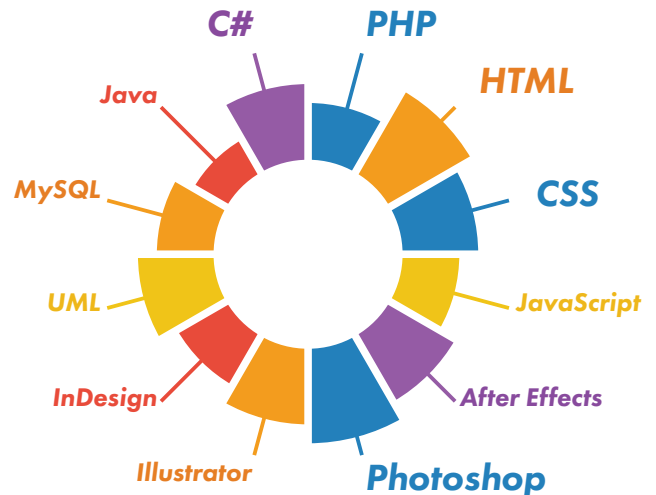 C#
PHP
HTML
Java
MySQL
CSS
UML
JavaScript
InDesign
After Effects
Illustrator
Photoshop